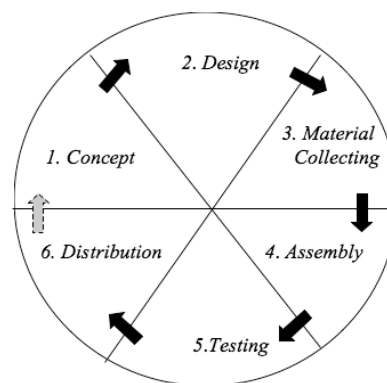 1. Concept
2. Design
3. Material
Collecting
4. Assembly
5.Testing
6. Distribution